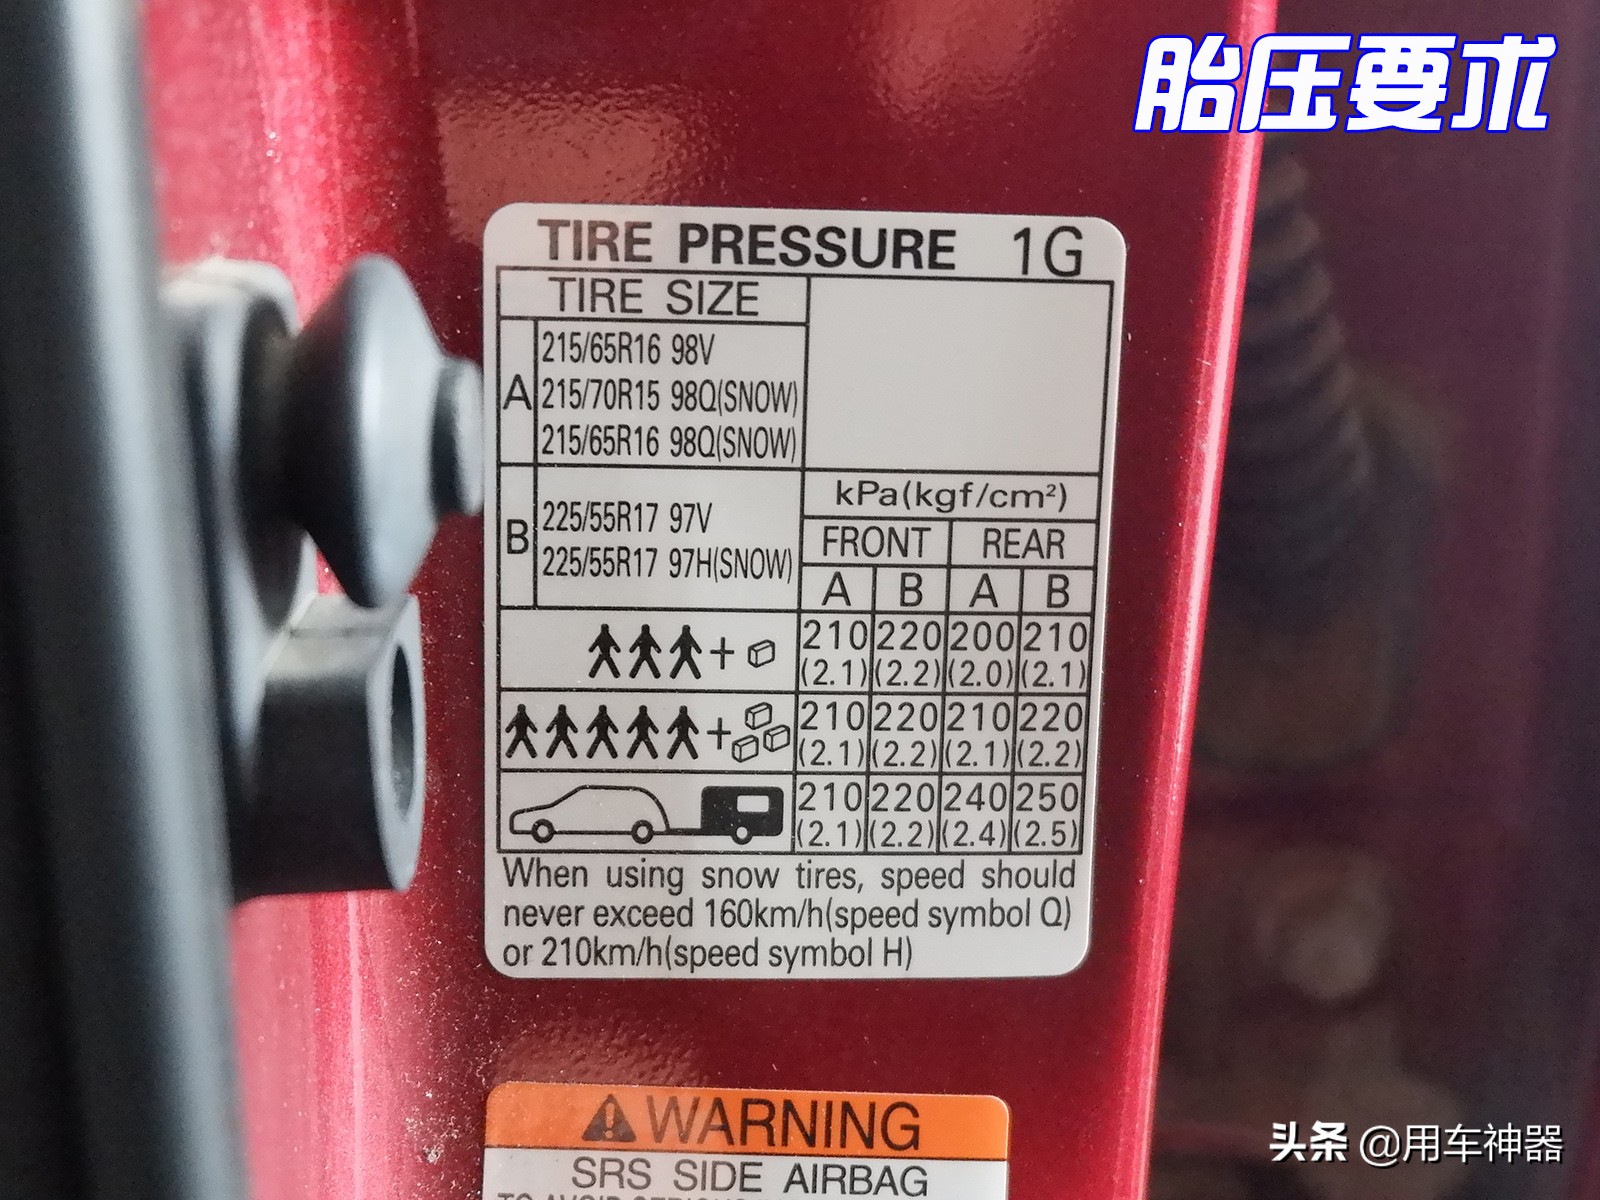 胎压要求
TIRE PRESSURE 1G
TIRE SIZE
A
215/65R16 98V
215/70R15 98Q(SNOW)
215/65R16 98Q(SNOW)
B
225/55R17 97V
225/55R17 97H(SNOW)
kPa(kgf/cm²)
FRONT REAR
A B A B
+ 210 220 200 210
(2.1) (2.2) (2.0) (2.1)
+ 210 220 210 220
(2.1) (2.2) (2.1) (2.2)
210 220 240 250
(2.1) (2.2) (2.4) (2.5)
When using snow tires, speed should
never exceed 160km/h(speed symbol Q)
or 210km/h(speed symbol H)
WARNING
SRS SIDE AIRBAG
头条 @用车神器